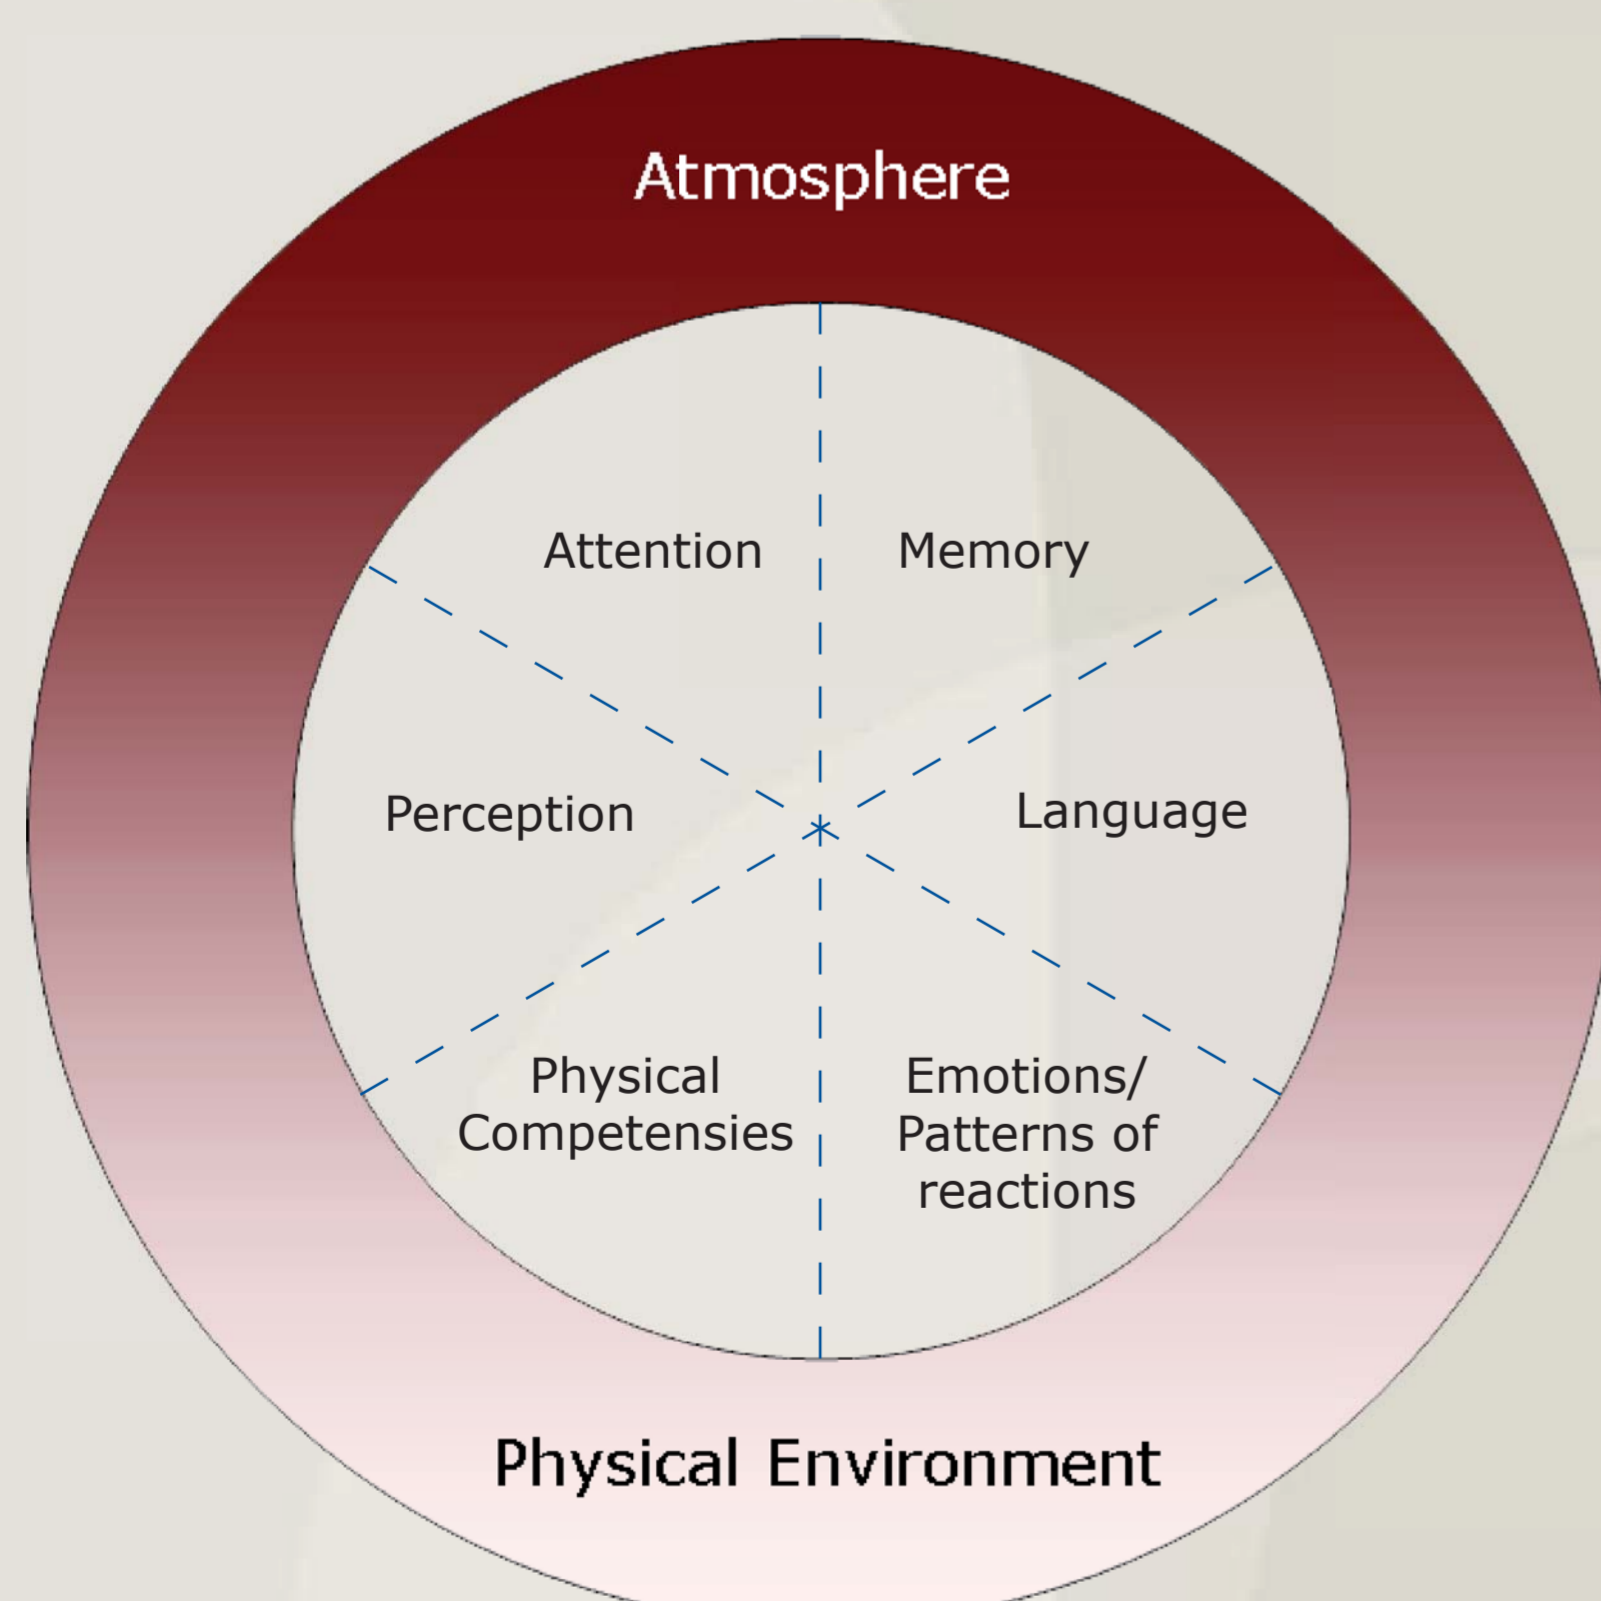 Atmosphere
Attention
Memory
Perception
Language
Physical
Competensies
Emotions/
Patterns of
reactions
Physical Environment